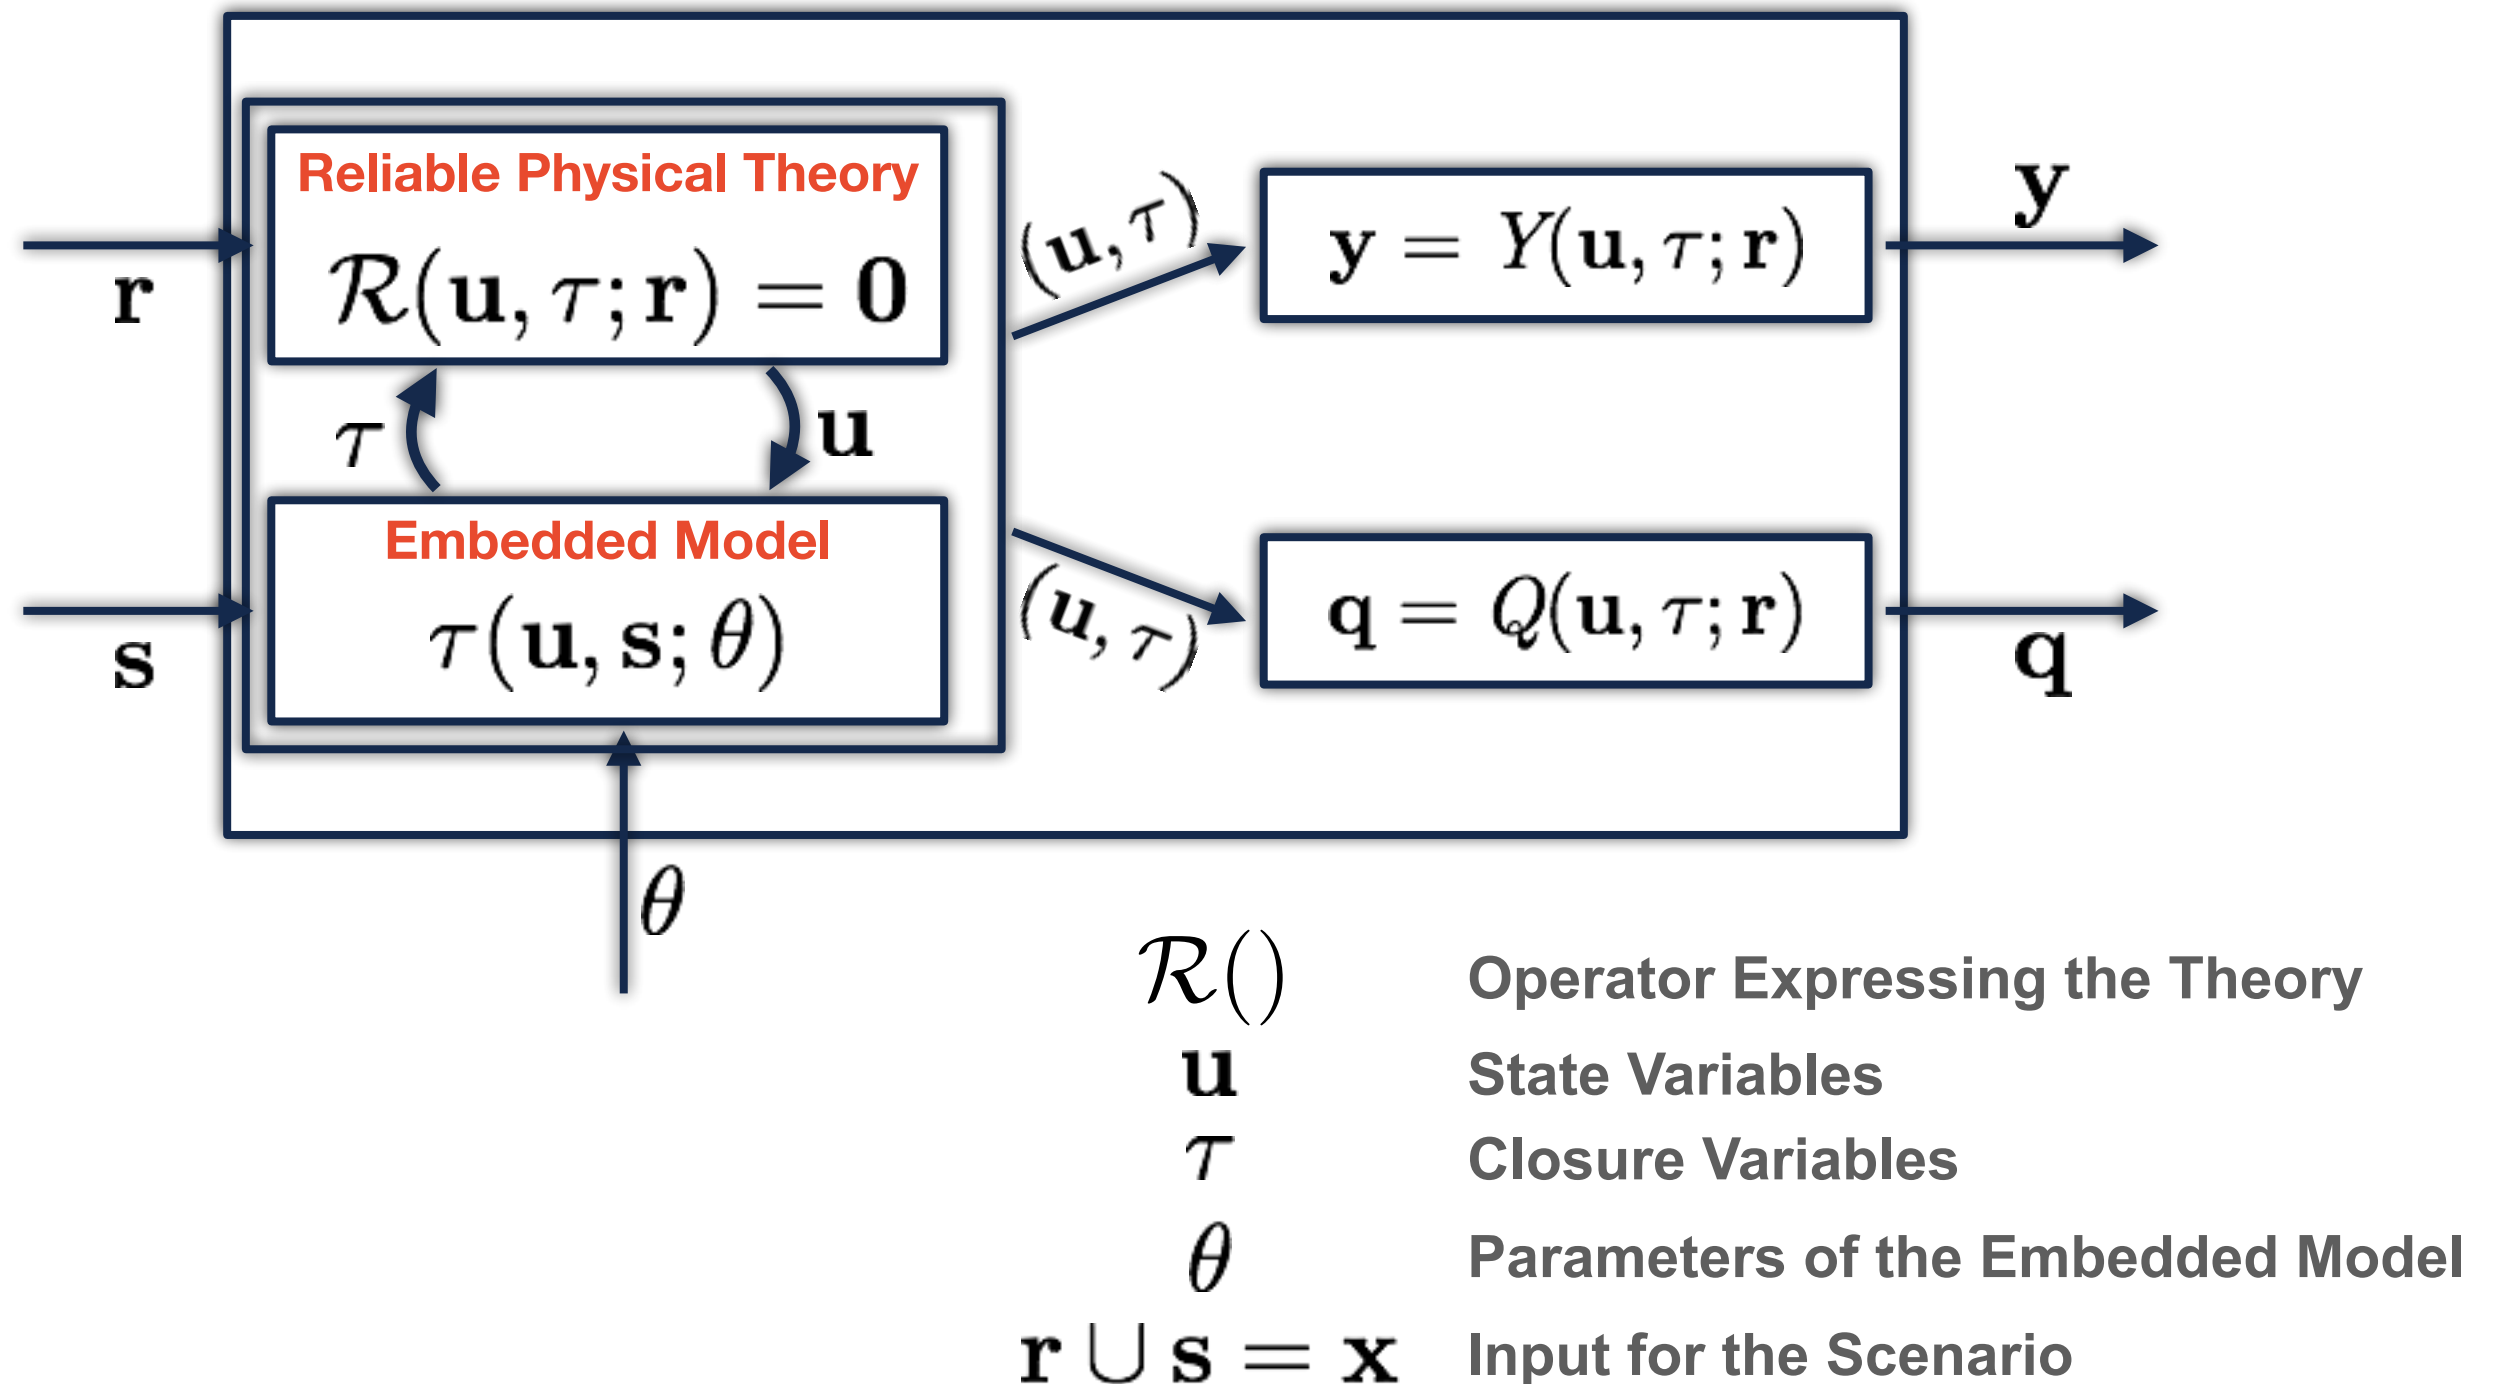 Reliable Physical Theory
ℛ(𝐮, τ; 𝐫) = 𝟎
𝐫
(𝐮, τ)
𝐲 = Y(𝐮, τ; 𝐫)
𝐲
τ
𝐮
Embedded Model
τ(𝐮, 𝐬; θ)
𝐬
(𝐮, τ)
𝐪 = Q(𝐮, τ; 𝐫)
𝐪
θ
ℛ() Operator Expressing the Theory
𝐮 State Variables
τ Closure Variables
θ Parameters of the Embedded Model
𝐫 ∪ 𝐬 = 𝐱 Input for the Scenario